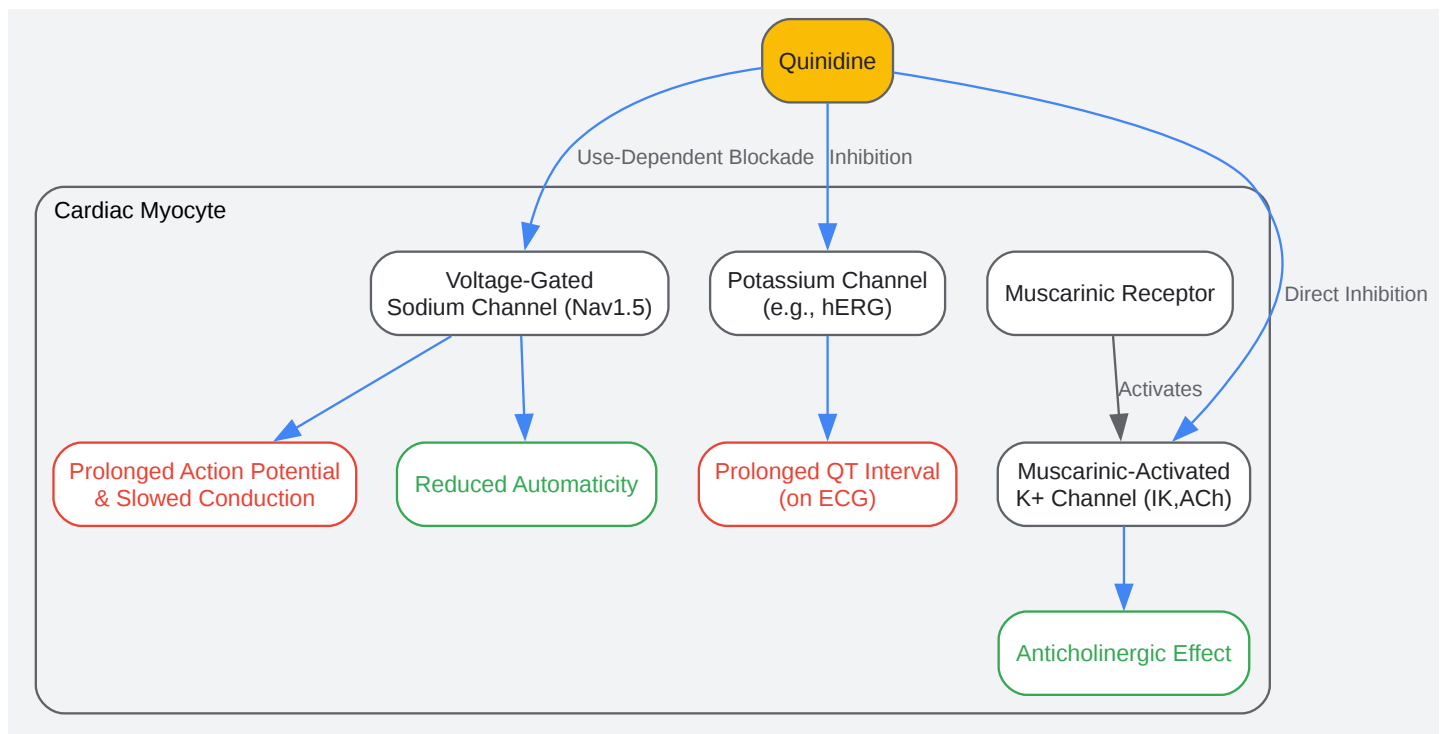 Quinidine
Use-Dependent Blockade
Inhibition
Cardiac Myocyte
Voltage-Gated
Sodium Channel (Nav1.5)
Potassium Channel
(e.g., hERG)
Muscarinic Receptor
Direct Inhibition
Activates
Prolonged Action Potential
& Slowed Conduction
Reduced Automaticity
Prolonged QT Interval
(on ECG)
Muscarinic-Activated
K+ Channel (IK,ACh)
Anticholinergic Effect